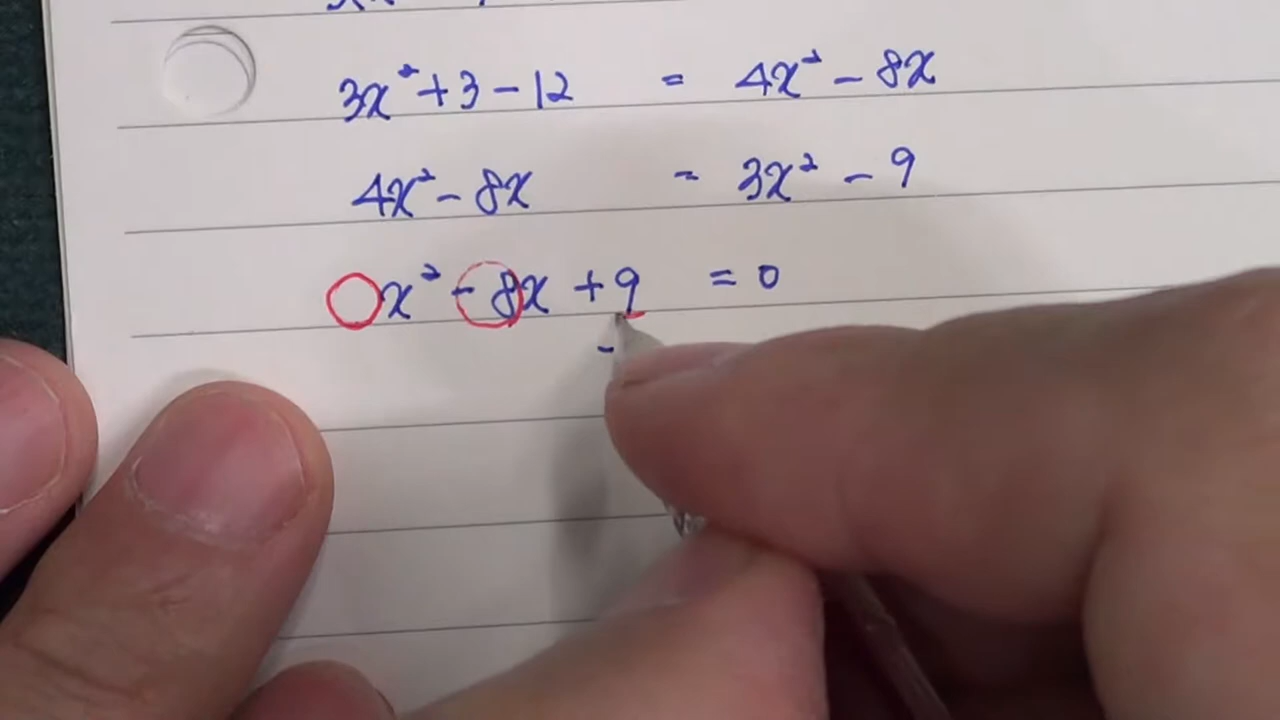 3x² + 3 - 12 = 4x² - 8x
4x² - 8x = 3x² - 9
x² - 8x + 9 = 0
-